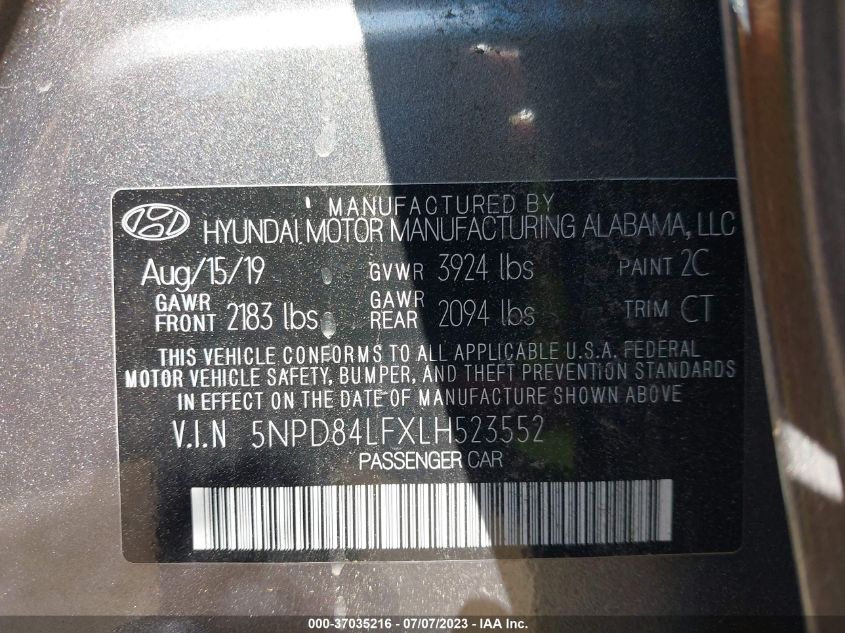 MANUFACTURED BY
HYUNDAI MOTOR MANUFACTURING ALABAMA, LLC
Aug/15/19 GVWR 3924 lbs PAINT 2C
GAWR FRONT 2183 lbs GAWR REAR 2094 lbs TRIM CT
THIS VEHICLE CONFORMS TO ALL APPLICABLE U.S.A. FEDERAL
MOTOR VEHICLE SAFETY, BUMPER, AND THEFT PREVENTION STANDARDS
IN EFFECT ON THE DATE OF MANUFACTURE SHOWN ABOVE
V.I.N 5NPD84LFXLH523552
PASSENGER CAR
000-37035216 - 07/07/2023 - IAA Inc.